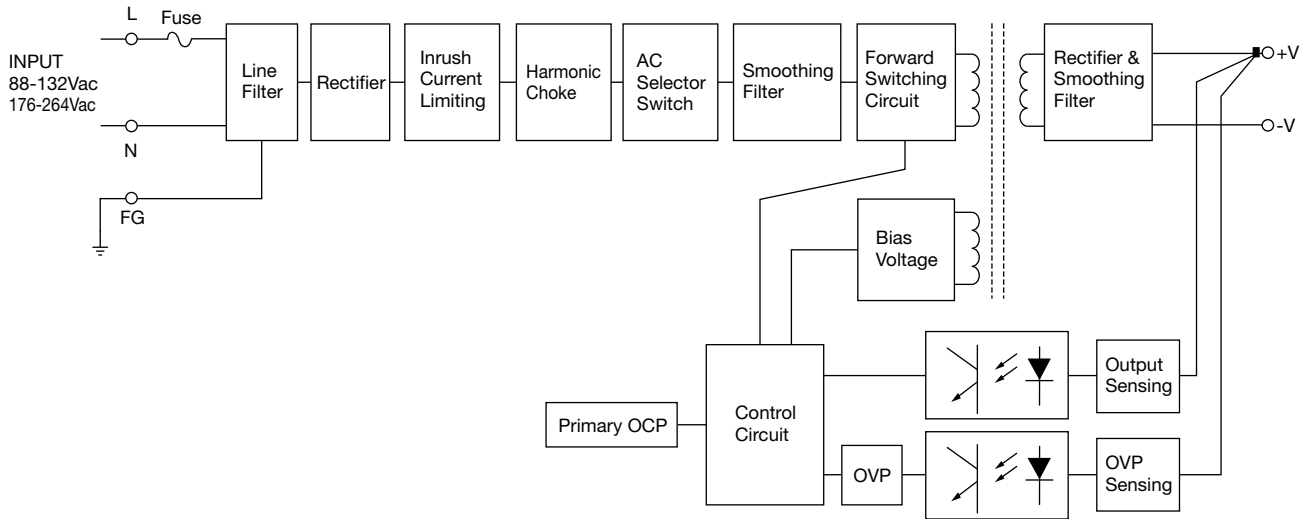 L
Fuse
INPUT
88-132Vac
176-264Vac
N
FG
Line
Filter
Rectifier
Inrush
Current
Limiting
Harmonic
Choke
AC
Selector
Switch
Smoothing
Filter
Forward
Switching
Circuit
Rectifier &
Smoothing
Filter
+V
-V
Bias
Voltage
Primary OCP
Control
Circuit
Output
Sensing
OVP
OVP
Sensing